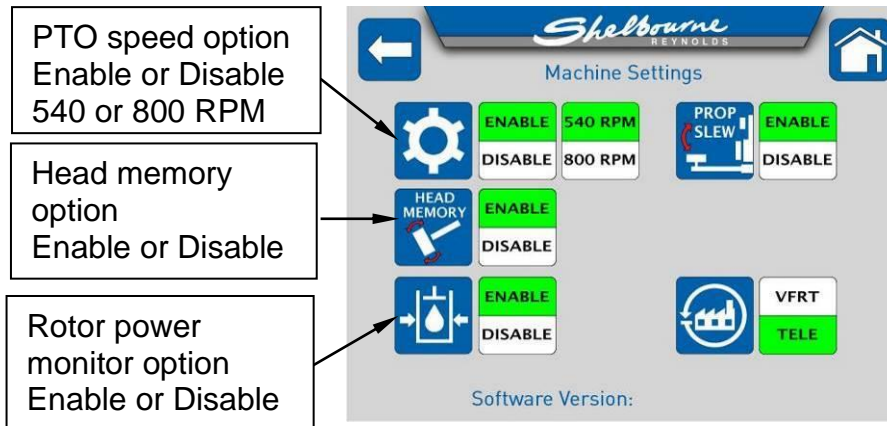 PTO speed option
Enable or Disable
540 or 800 RPM
Head memory
option
Enable or Disable
Rotor power
monitor option
Enable or Disable
Shelbourne
REYNOLDS
Machine Settings
ENABLE 540 RPM
DISABLE 800 RPM
PROP
SLEW
ENABLE
DISABLE
HEAD
MEMORY
ENABLE
DISABLE
ENABLE
DISABLE
VFRT
TELE
Software Version: